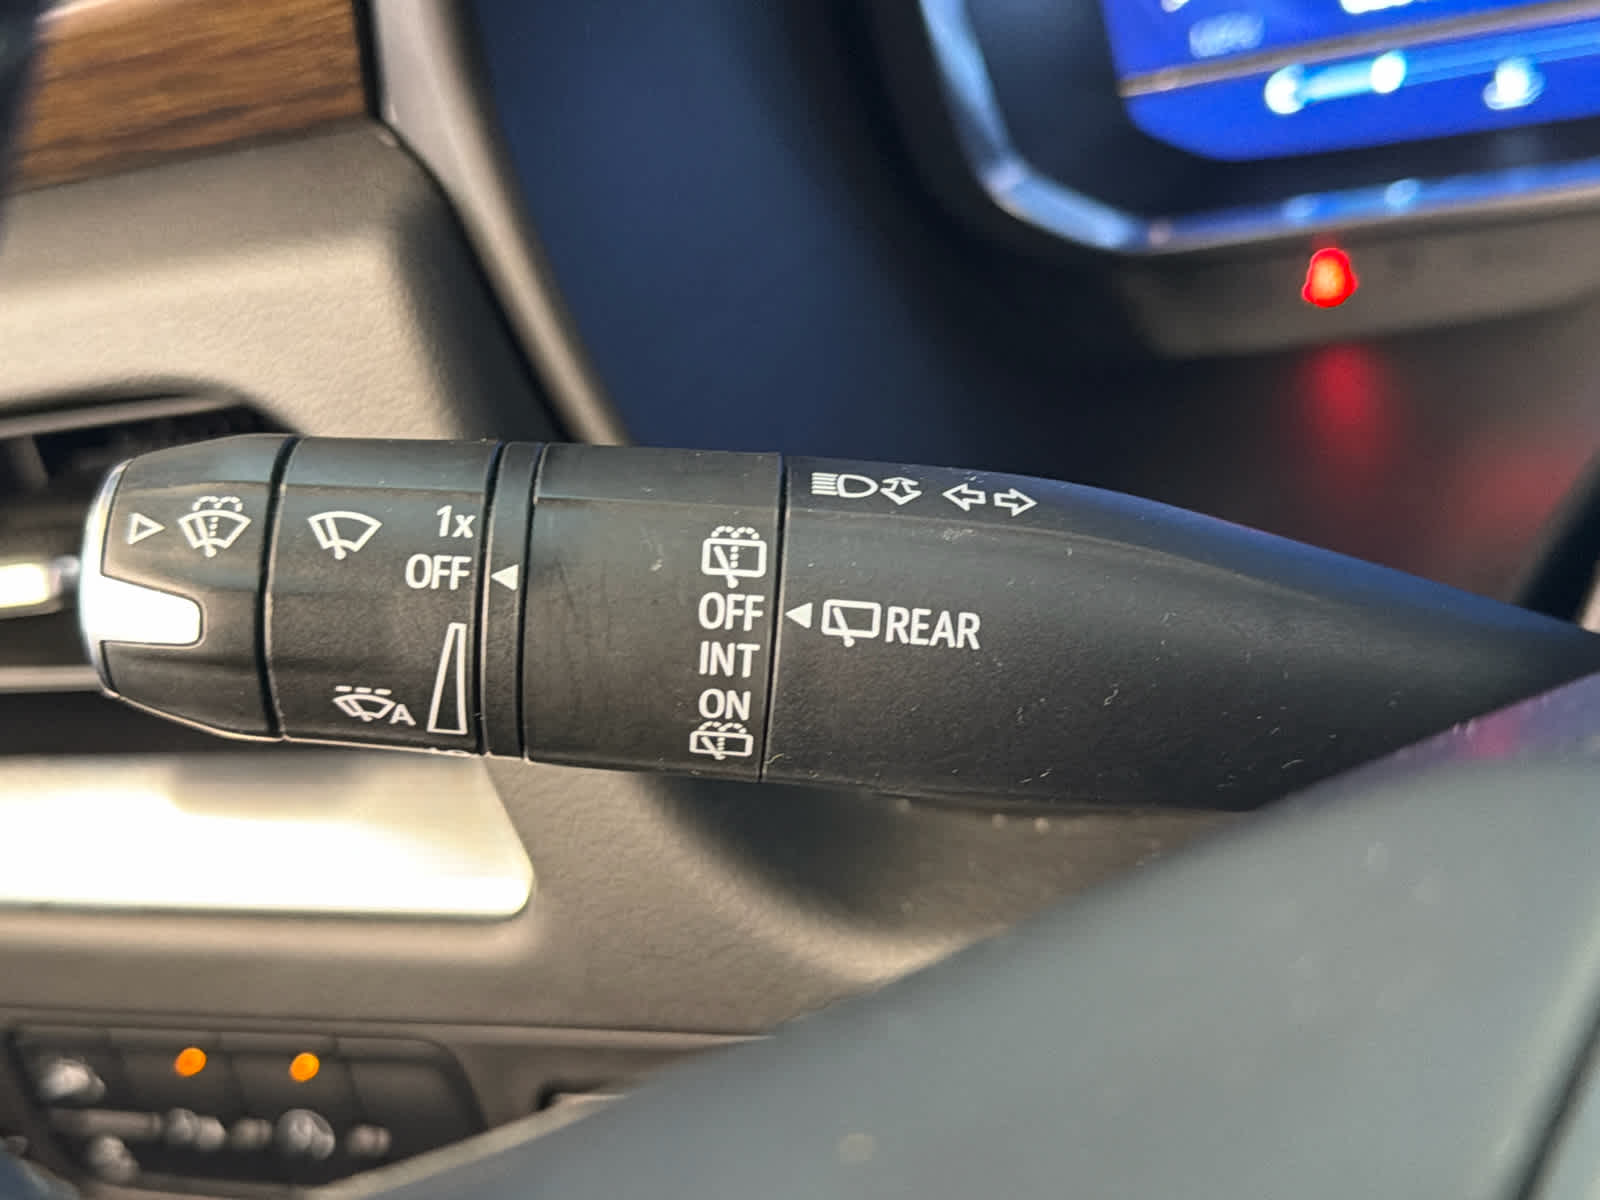 1x
OFF
A
OFF
INT
ON
REAR